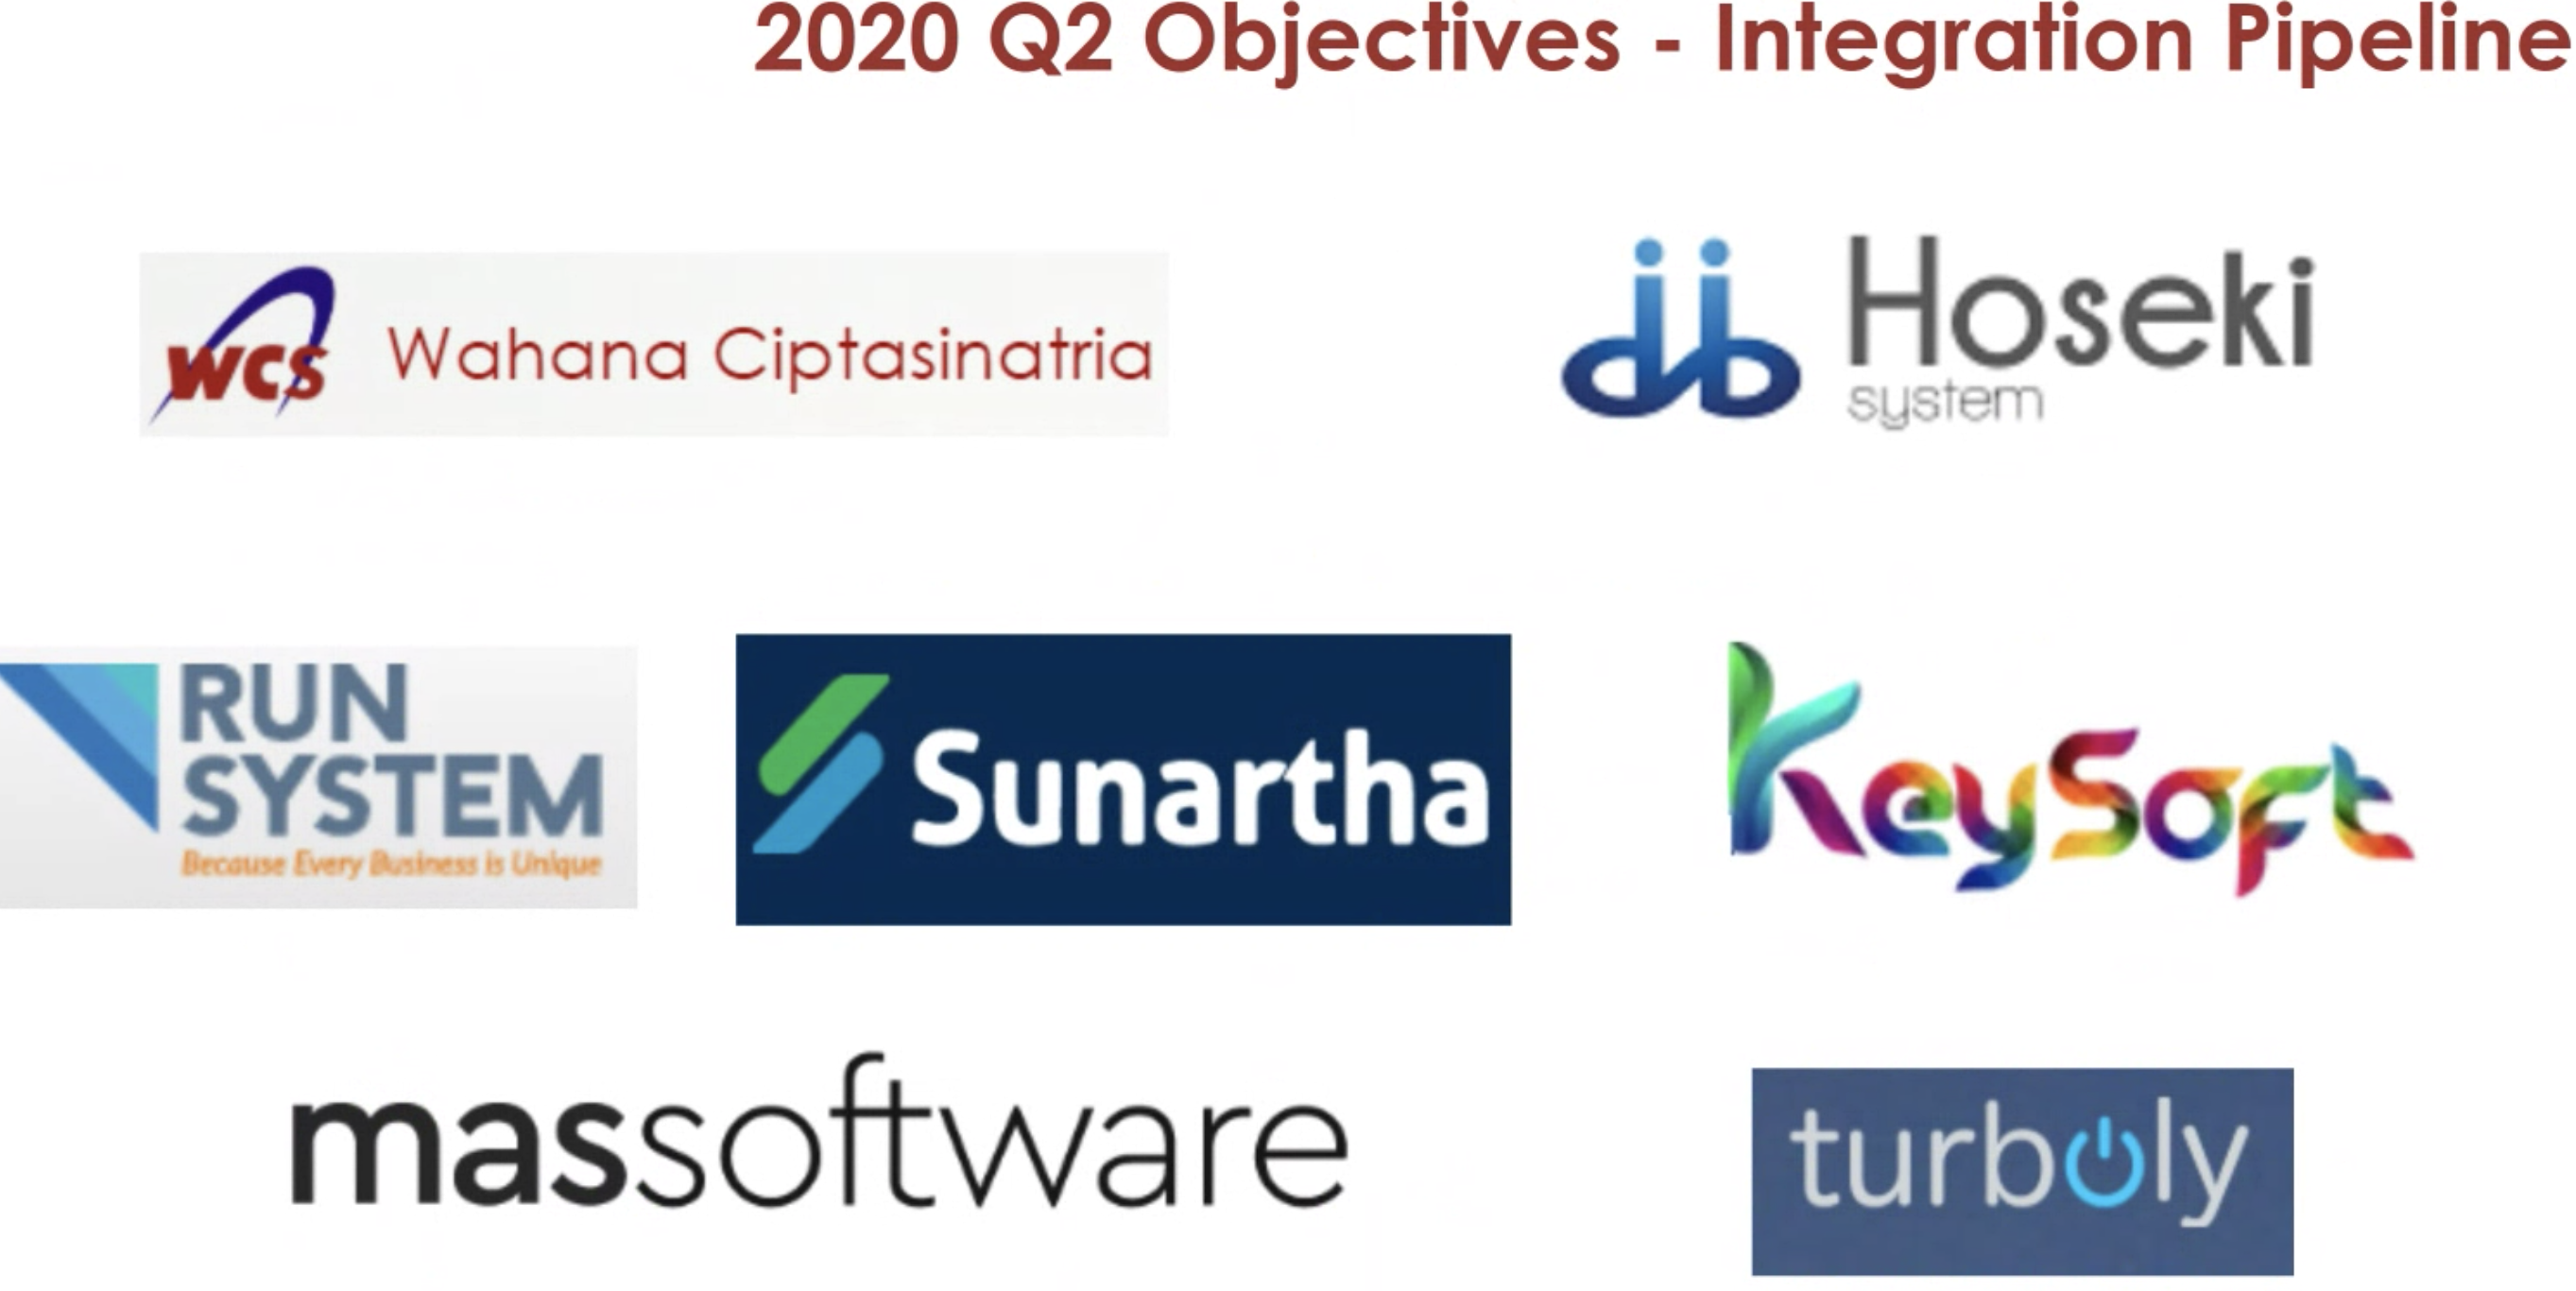 2020 Q2 Objectives - Integration Pipeline
WCS
Wahana Ciptasinatria
Hoseki
system
RUN
SYSTEM
Because Every Business is Unique
Sunartha
KeySoft
massoftware
turboly